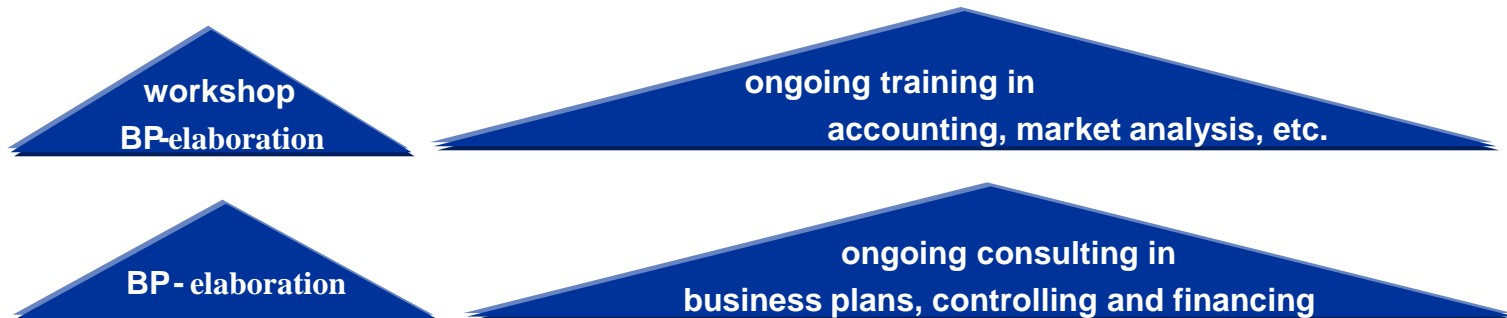 workshop
BP-elaboration
ongoing training in
accounting, market analysis, etc.
BP- elaboration
ongoing consulting in
business plans, controlling and financing